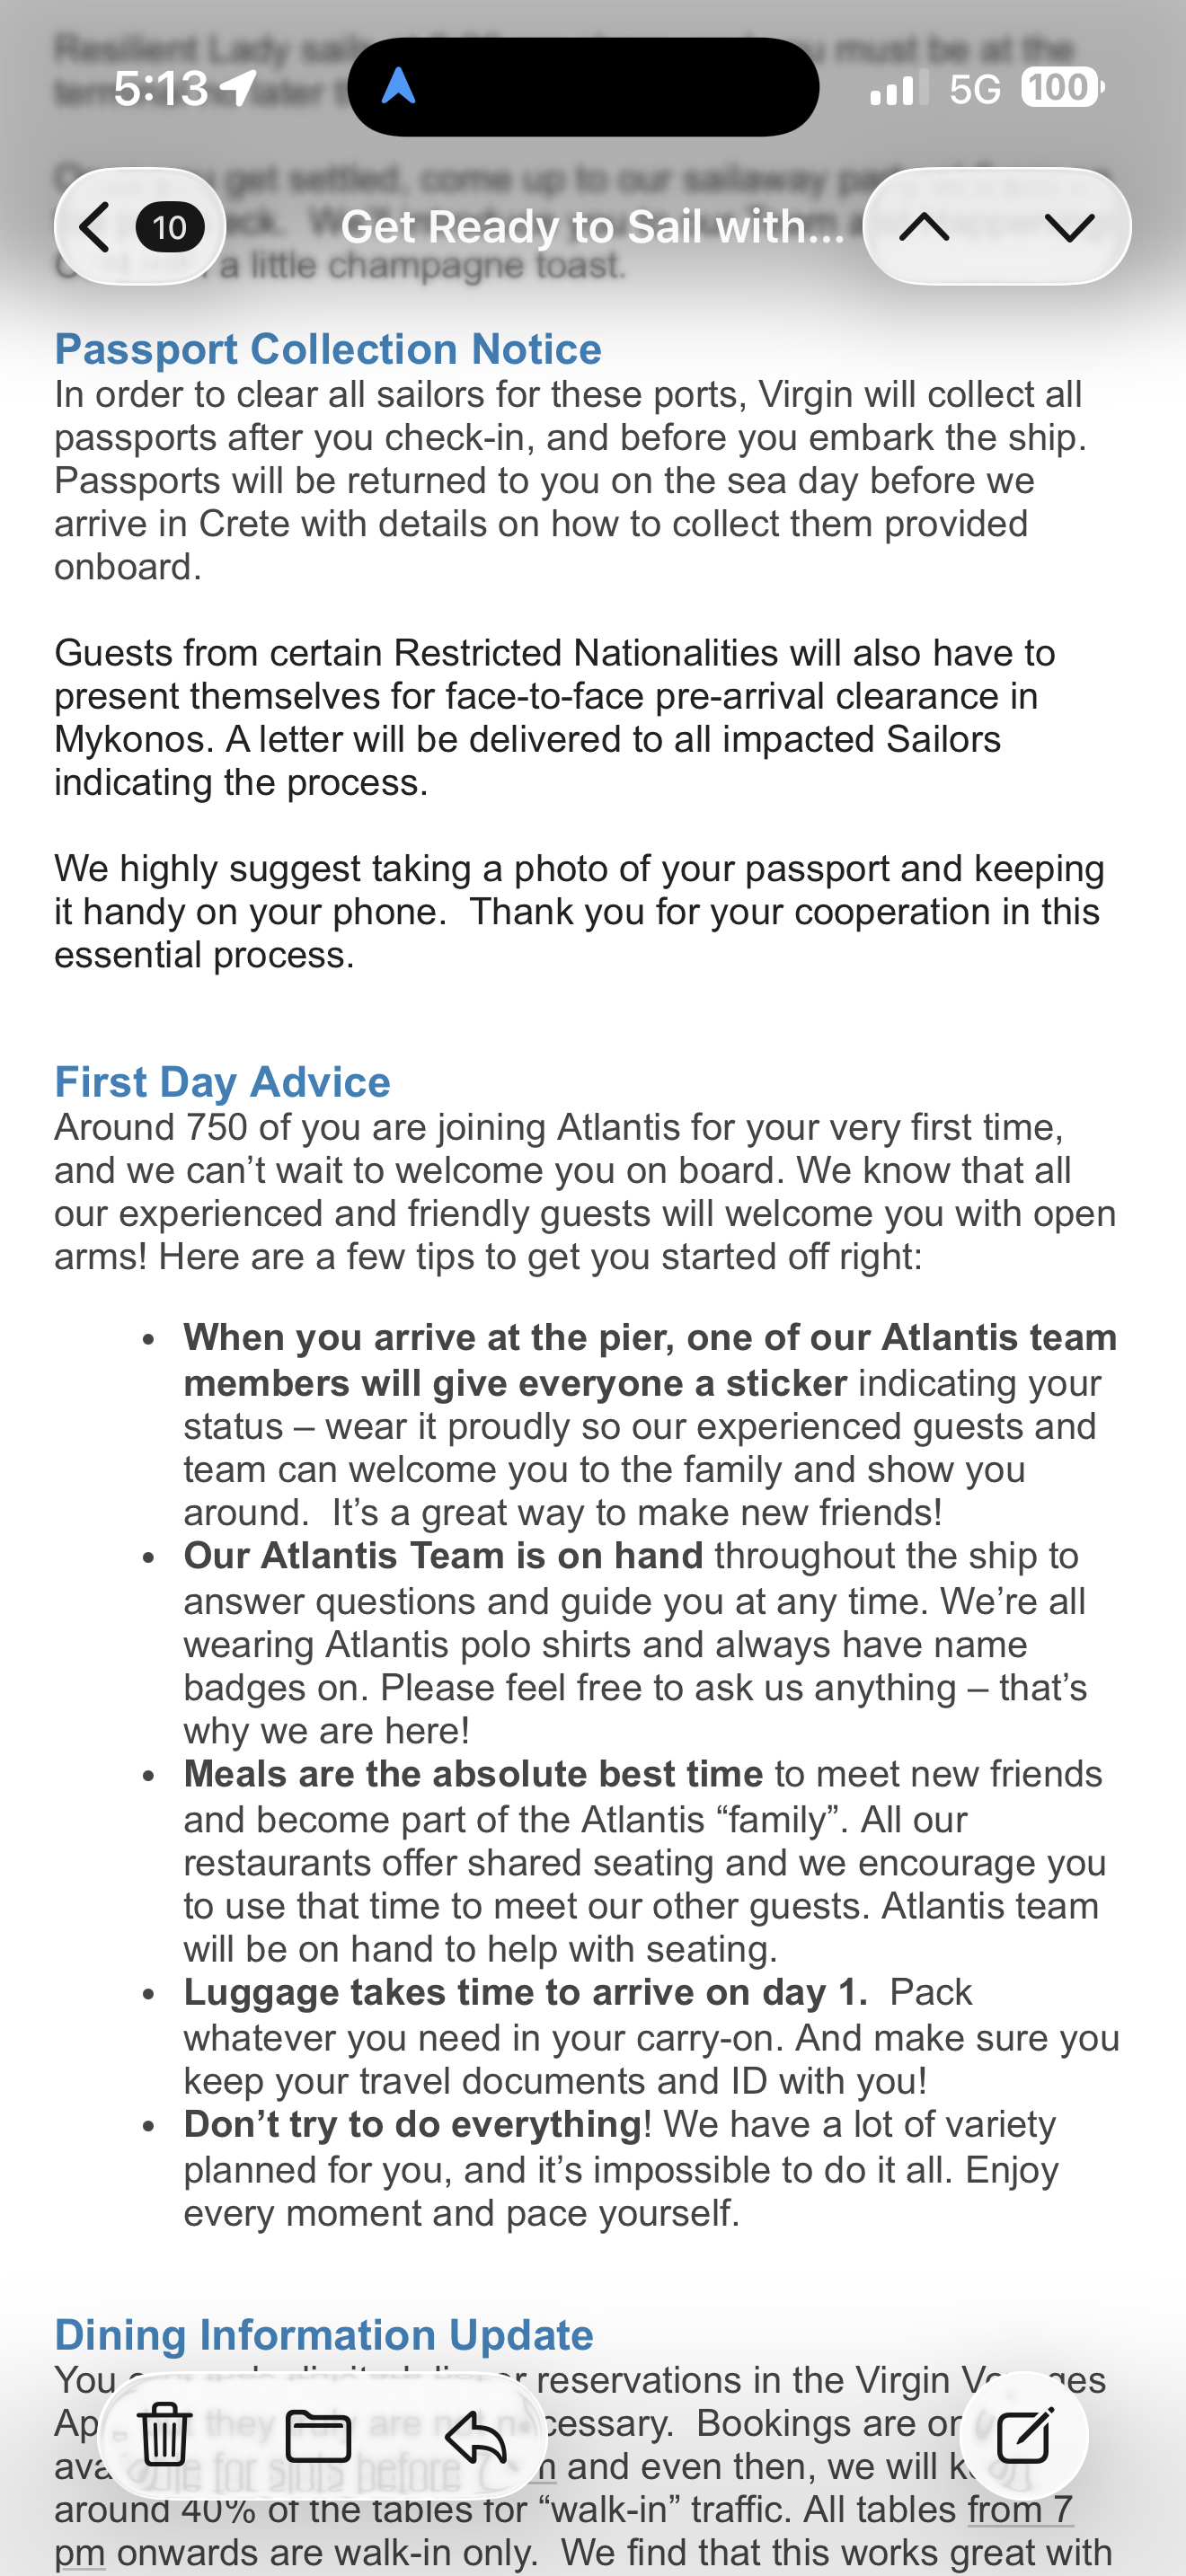 Resilient Lady must be at the
5:13
5G 100
get settled, come up to our sailaway
10
Get Ready to Sail with...
a little champagne toast.
Passport Collection Notice
In order to clear all sailors for these ports, Virgin will collect all
passports after you check-in, and before you embark the ship.
Passports will be returned to you on the sea day before we
arrive in Crete with details on how to collect them provided
onboard.
Guests from certain Restricted Nationalities will also have to
present themselves for face-to-face pre-arrival clearance in
Mykonos. A letter will be delivered to all impacted Sailors
indicating the process.
We highly suggest taking a photo of your passport and keeping
it handy on your phone.  Thank you for your cooperation in this
essential process.
First Day Advice
Around 750 of you are joining Atlantis for your very first time,
and we can’t wait to welcome you on board. We know that all
our experienced and friendly guests will welcome you with open
arms! Here are a few tips to get you started off right:
• When you arrive at the pier, one of our Atlantis team
members will give everyone a sticker indicating your
status – wear it proudly so our experienced guests and
team can welcome you to the family and show you
around.  It’s a great way to make new friends!
• Our Atlantis Team is on hand throughout the ship to
answer questions and guide you at any time. We’re all
wearing Atlantis polo shirts and always have name
badges on. Please feel free to ask us anything – that’s
why we are here!
• Meals are the absolute best time to meet new friends
and become part of the Atlantis “family”. All our
restaurants offer shared seating and we encourage you
to use that time to meet our other guests. Atlantis team
will be on hand to help with seating.
• Luggage takes time to arrive on day 1.  Pack
whatever you need in your carry-on. And make sure you
keep your travel documents and ID with you!
• Don’t try to do everything! We have a lot of variety
planned for you, and it’s impossible to do it all. Enjoy
every moment and pace yourself.
Dining Information Update
You reservations in the Virgin
they are Bookings are
for slots before and even then, we will
around 40% of the tables for “walk-in” traffic. All tables from 7
pm onwards are walk-in only.  We find that this works great with